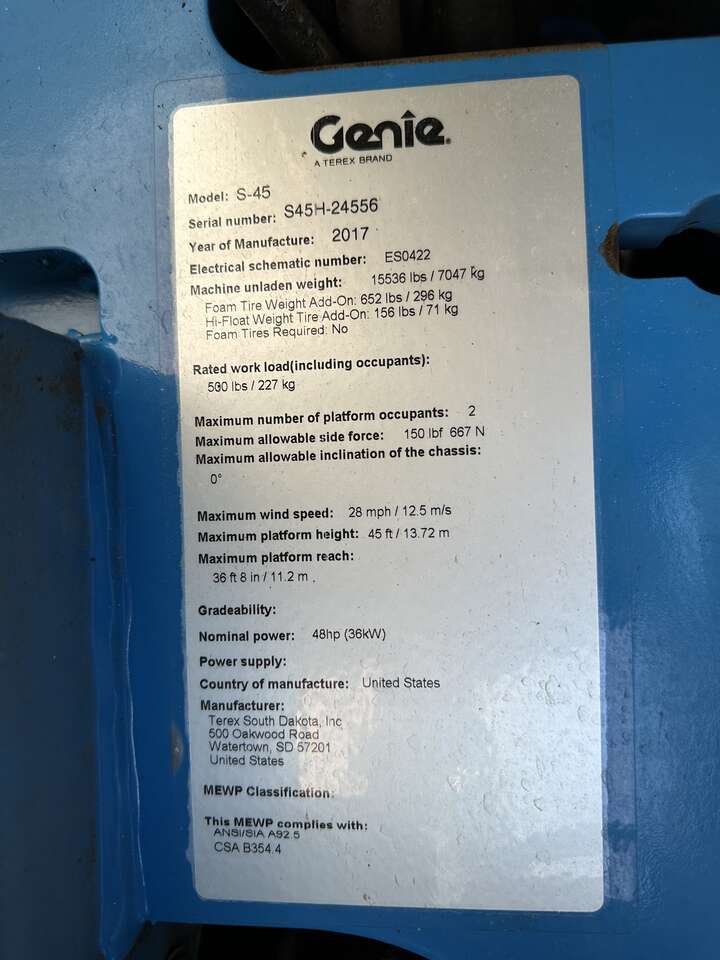 Genie
A TEREX BRAND
Model: S-45
Serial number: S45H-24556
Year of Manufacture: 2017
Electrical schematic number: ES0422
Machine unladen weight: 15536 lbs / 7047 kg
Foam Tire Weight Add-On: 652 lbs / 296 kg
Hi-Float Weight Tire Add-On: 156 lbs / 71 kg
Foam Tires Required: No
Rated work load(including occupants):
500 lbs / 227 kg
Maximum number of platform occupants: 2
Maximum allowable side force: 150 lbf 667 N
Maximum allowable inclination of the chassis:
0°
Maximum wind speed: 28 mph / 12.5 m/s
Maximum platform height: 45 ft / 13.72 m
Maximum platform reach:
36 ft 8 in / 11.2 m
Gradeability:
Nominal power: 48hp (36kW)
Power supply:
Country of manufacture: United States
Manufacturer:
Terex South Dakota, Inc
500 Oakwood Road
Watertown, SD 57201
United States
MEWP Classification:
This MEWP complies with:
ANSI/SIA A92.5
CSA B354.4